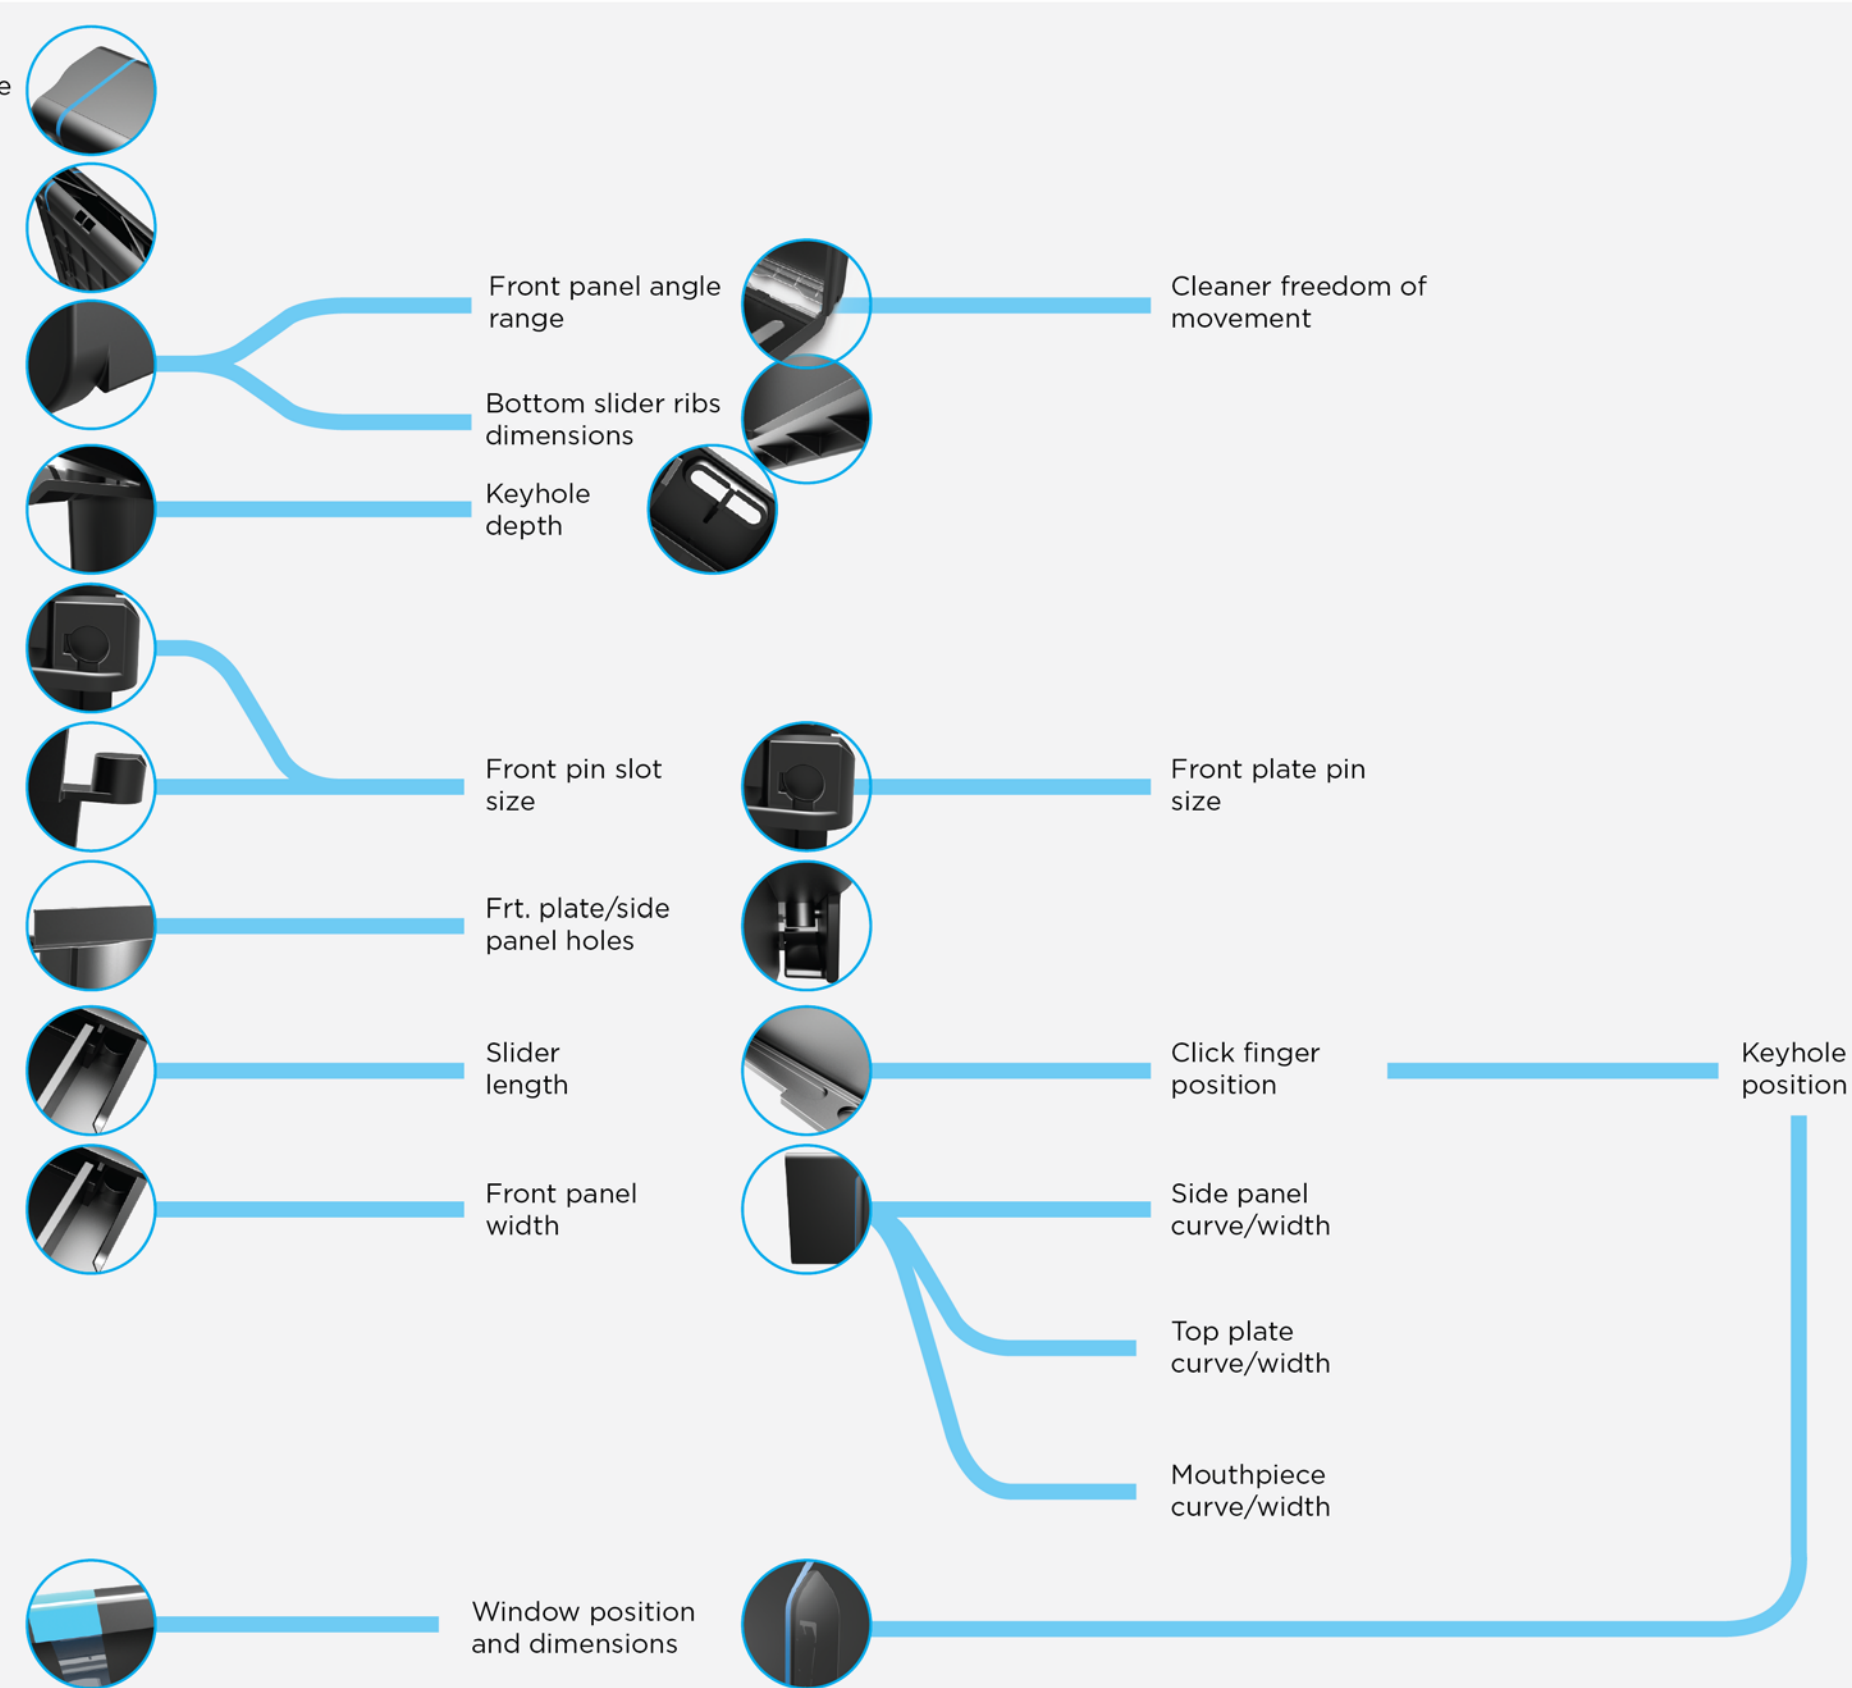 Front panel angle
range
Cleaner freedom of
movement
Bottom slider ribs
dimensions
Keyhole
depth
Front pin slot
size
Front plate pin
size
Frt. plate/side
panel holes
Slider
length
Click finger
position
Keyhole
position
Front panel
width
Side panel
curve/width
Top plate
curve/width
Mouthpiece
curve/width
Window position
and dimensions